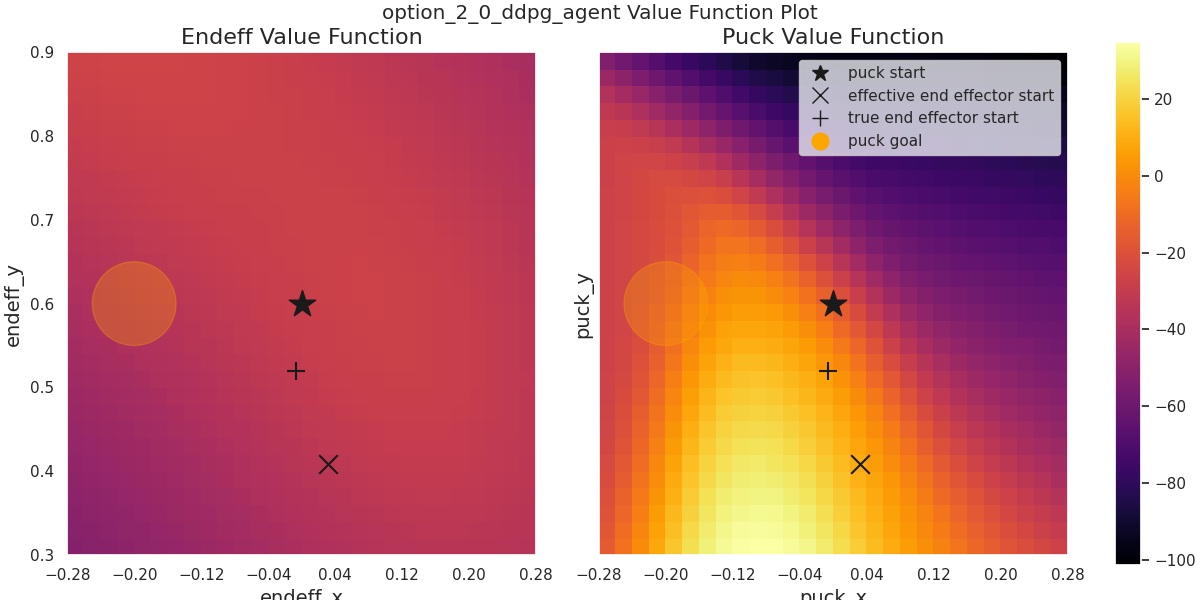 option_2_0_ddpg_agent Value Function Plot
Endeff Value Function
Puck Value Function
0.9
0.8
0.7
0.6
0.5
0.4
0.3
endeff_y
−0.28 −0.20 −0.12 −0.04 0.04 0.12 0.20 0.28
endeff_x
puck_y
puck start
effective end effector start
true end effector start
puck goal
−0.28 −0.20 −0.12 −0.04 0.04 0.12 0.20 0.28
puck_x
20
0
−20
−40
−60
−80
−100